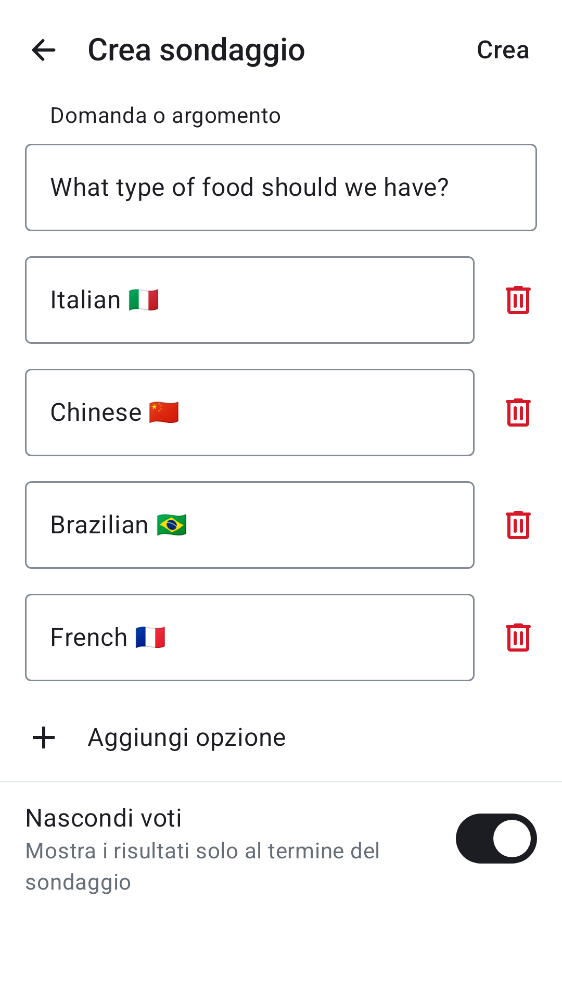 Crea sondaggio
Crea
Domanda o argomento
What type of food should we have?
Italian 🇮🇹
Chinese 🇨🇳
Brazilian 🇧🇷
French 🇫🇷
Aggiungi opzione
Nascondi voti
Mostra i risultati solo al termine del
sondaggio